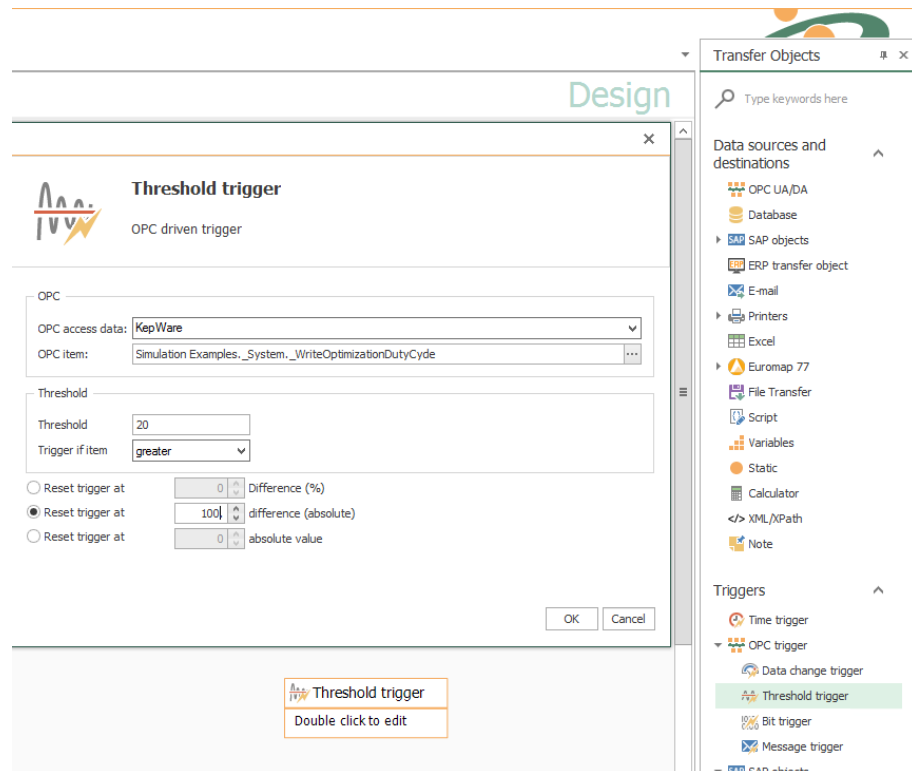 Transfer Objects
Design
Type keywords here
Threshold trigger
OPC driven trigger
OPC
OPC access data: KepWare
OPC item: Simulation Examples._System._WriteOptimizationDutyCycle ...
Threshold
Threshold 20
Trigger if item greater
Reset trigger at 0 Difference (%)
Reset trigger at 100 difference (absolute)
Reset trigger at 0 absolute value
OK Cancel
Threshold trigger
Double click to edit
Data sources and
destinations
OPC UA/DA
Database
SAP SAP objects
ERP ERP transfer object
E-mail
Printers
Excel
Euromap 77
File Transfer
Script
Variables
Static
Calculator
</> XML/XPath
Note
Triggers
Time trigger
OPC trigger
Data change trigger
Threshold trigger
Bit trigger
Message trigger
SAP SAP objects